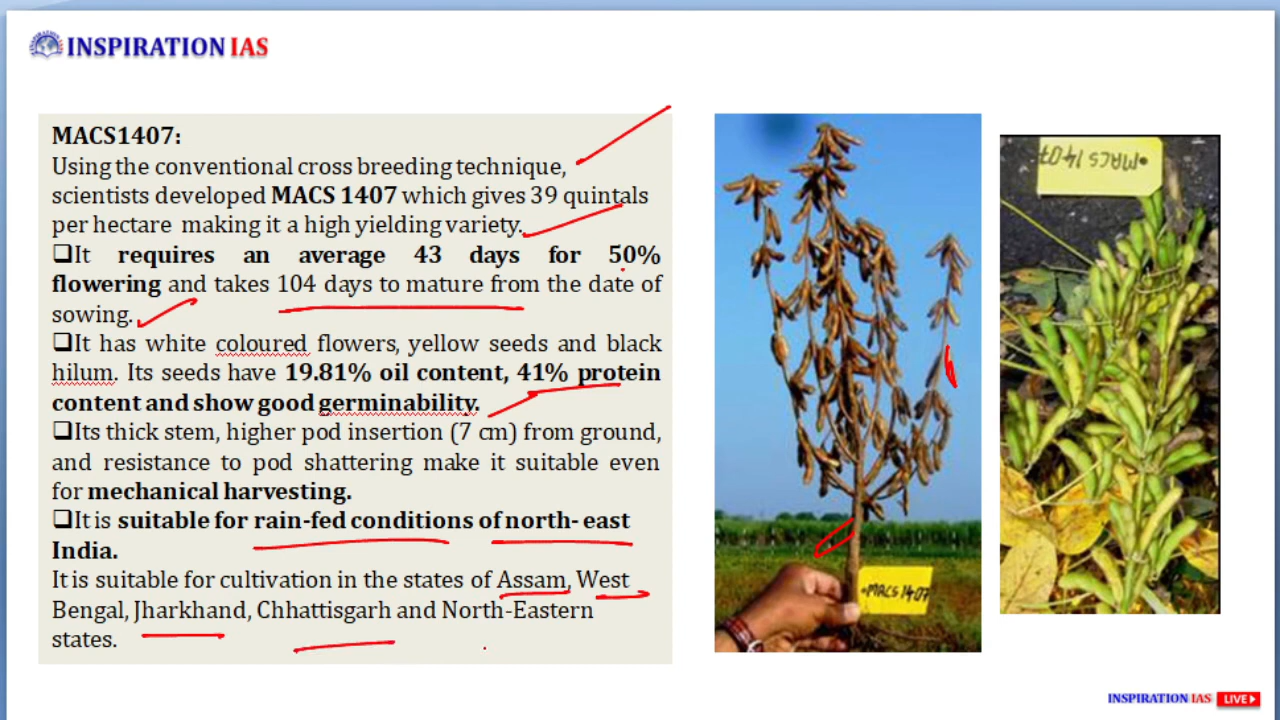 INSPIRATION IAS
MACS1407:
Using the conventional cross breeding technique,
scientists developed MACS 1407 which gives 39 quintals
per hectare making it a high yielding variety.
❑It requires an average 43 days for 50%
flowering and takes 104 days to mature from the date of
sowing.
❑It has white coloured flowers, yellow seeds and black
hilum. Its seeds have 19.81% oil content, 41% protein
content and show good germinability.
❑Its thick stem, higher pod insertion (7 cm) from ground,
and resistance to pod shattering make it suitable even
for mechanical harvesting.
❑It is suitable for rain-fed conditions of north- east
India.
It is suitable for cultivation in the states of Assam, West
Bengal, Jharkhand, Chhattisgarh and North-Eastern
states.
•MACS 1407
•MACS 1407
INSPIRATION IAS LIVE